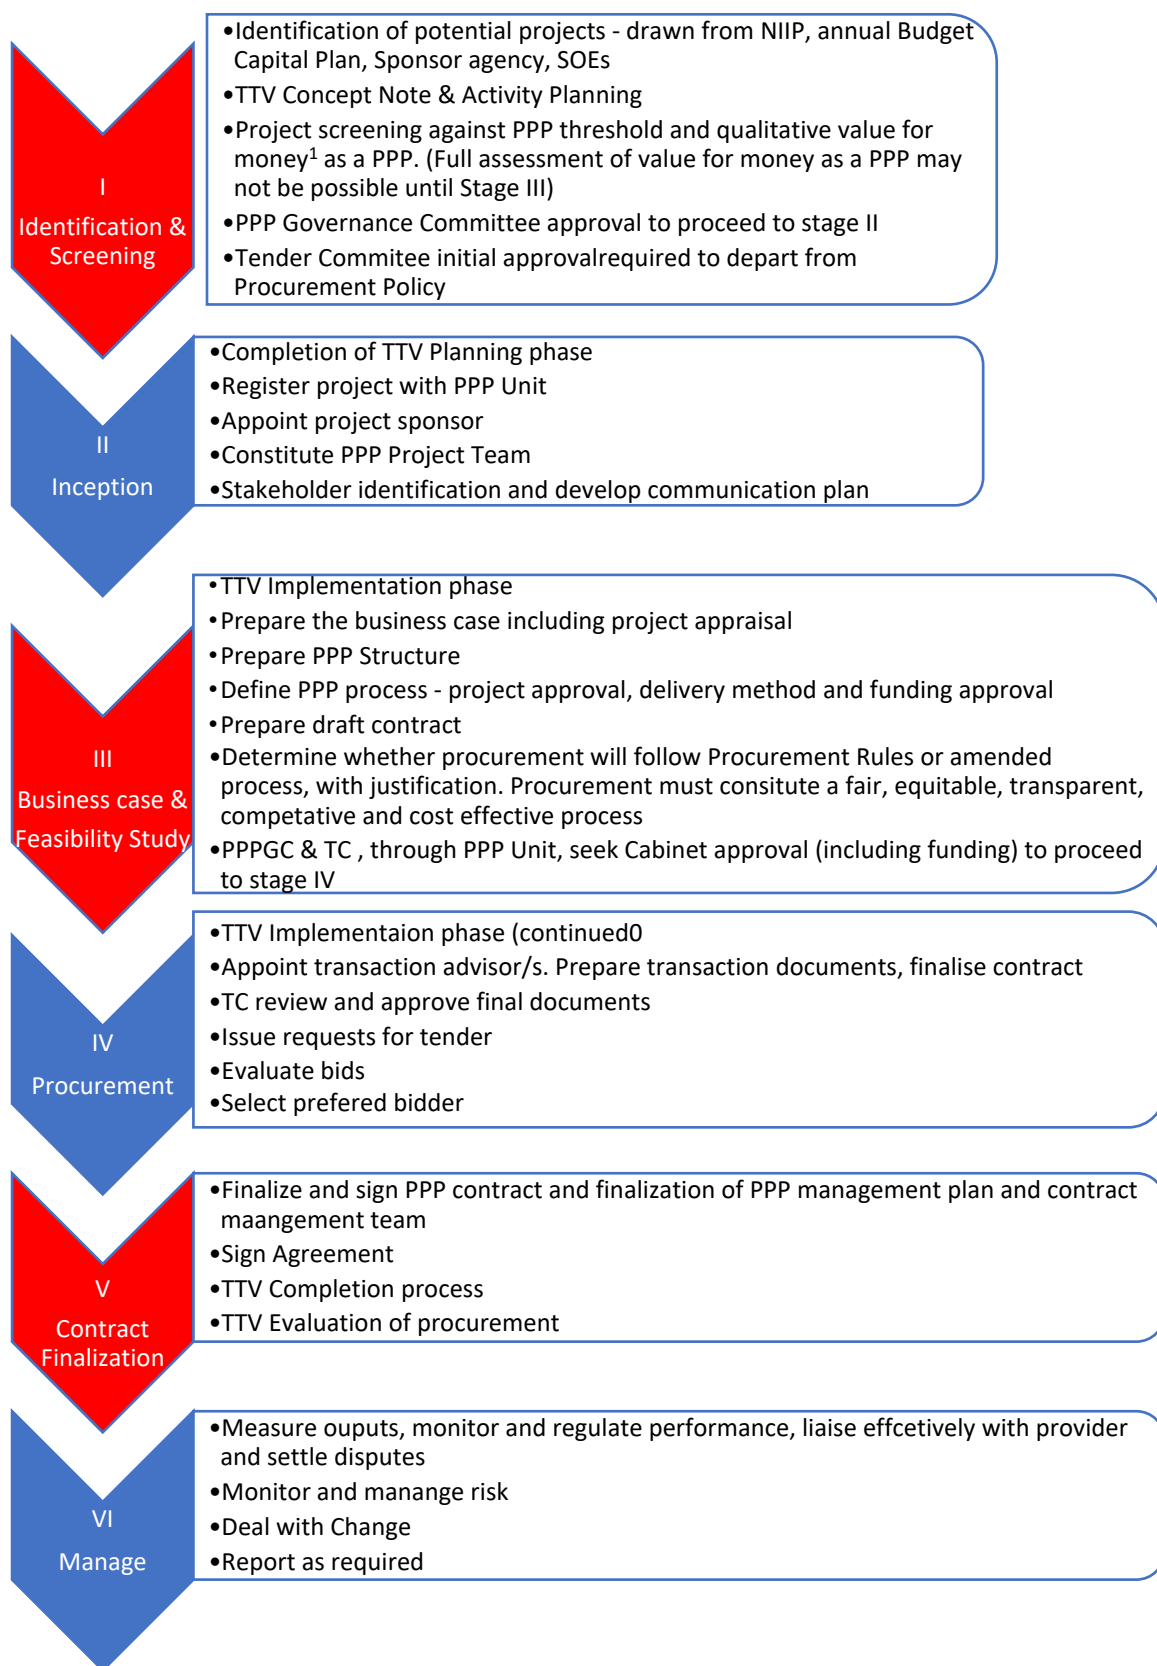 I
Identification &
Screening
•Identification of potential projects - drawn from NIIP, annual Budget
Capital Plan, Sponsor agency, SOEs
•TTV Concept Note & Activity Planning
•Project screening against PPP threshold and qualitative value for
money¹ as a PPP. (Full assessment of value for money as a PPP may
not be possible until Stage III)
•PPP Governance Committee approval to proceed to stage II
•Tender Commitee initial approvalrequired to depart from
Procurement Policy
II
Inception
•Completion of TTV Planning phase
•Register project with PPP Unit
•Appoint project sponsor
•Constitute PPP Project Team
•Stakeholder identification and develop communication plan
III
Business case &
Feasibility Study
•TTV Implementation phase
•Prepare the business case including project appraisal
•Prepare PPP Structure
•Define PPP process - project approval, delivery method and funding approval
•Prepare draft contract
•Determine whether procurement will follow Procurement Rules or amended
process, with justification. Procurement must consitute a fair, equitable, transparent,
competative and cost effective process
•PPPGC & TC , through PPP Unit, seek Cabinet approval (including funding) to proceed
to stage IV
IV
Procurement
•TTV Implementaion phase (continued0
•Appoint transaction advisor/s. Prepare transaction documents, finalise contract
•TC review and approve final documents
•Issue requests for tender
•Evaluate bids
•Select prefered bidder
V
Contract
Finalization
•Finalize and sign PPP contract and finalization of PPP management plan and contract
maangement team
•Sign Agreement
•TTV Completion process
•TTV Evaluation of procurement
VI
Manage
•Measure ouputs, monitor and regulate performance, liaise effcetively with provider
and settle disputes
•Monitor and manange risk
•Deal with Change
•Report as required